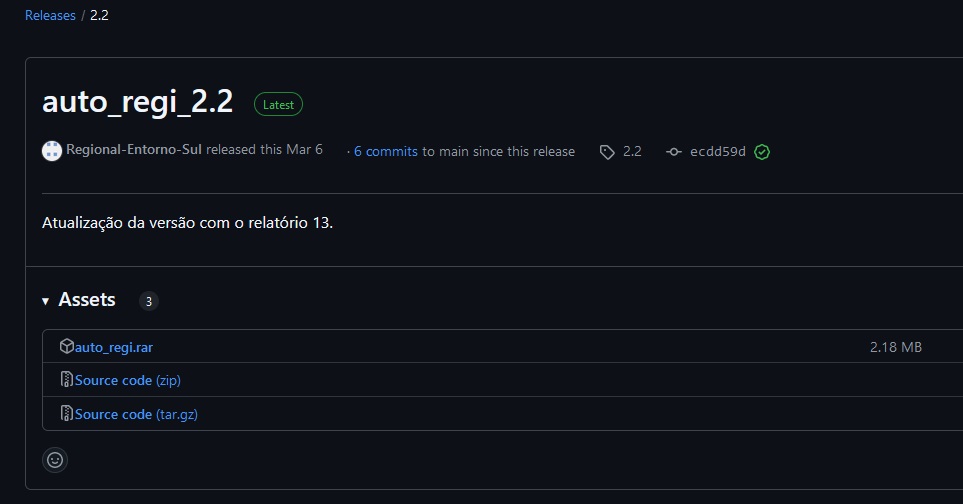 Releases / 2.2
auto_regi_2.2 Latest
Regional-Entorno-Sul released this Mar 6 · 6 commits to main since this release 2.2 ecdd59d
Atualização da versão com o relatório 13.
Assets 3
auto_regi.rar 2.18 MB
Source code (zip)
Source code (tar.gz)